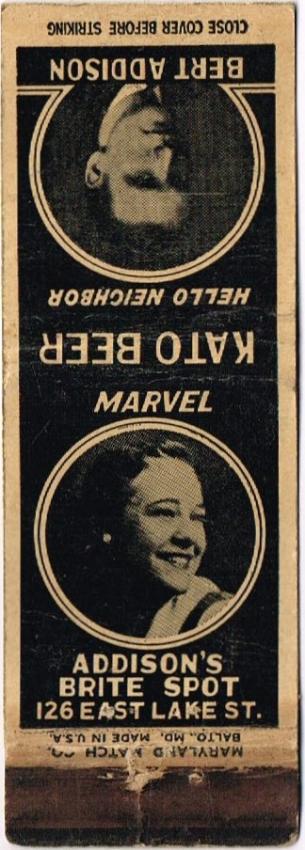 CLOSE COVER BEFORE STRIKING
BERT ADDISON
HELLO NEIGHBOR
KATO BEER
MARVEL
ADDISON'S
BRITE SPOT
126 EAST LAKE ST.
MARYLAND MATCH CO.
BALTO., MD. MADE IN U.S.A.